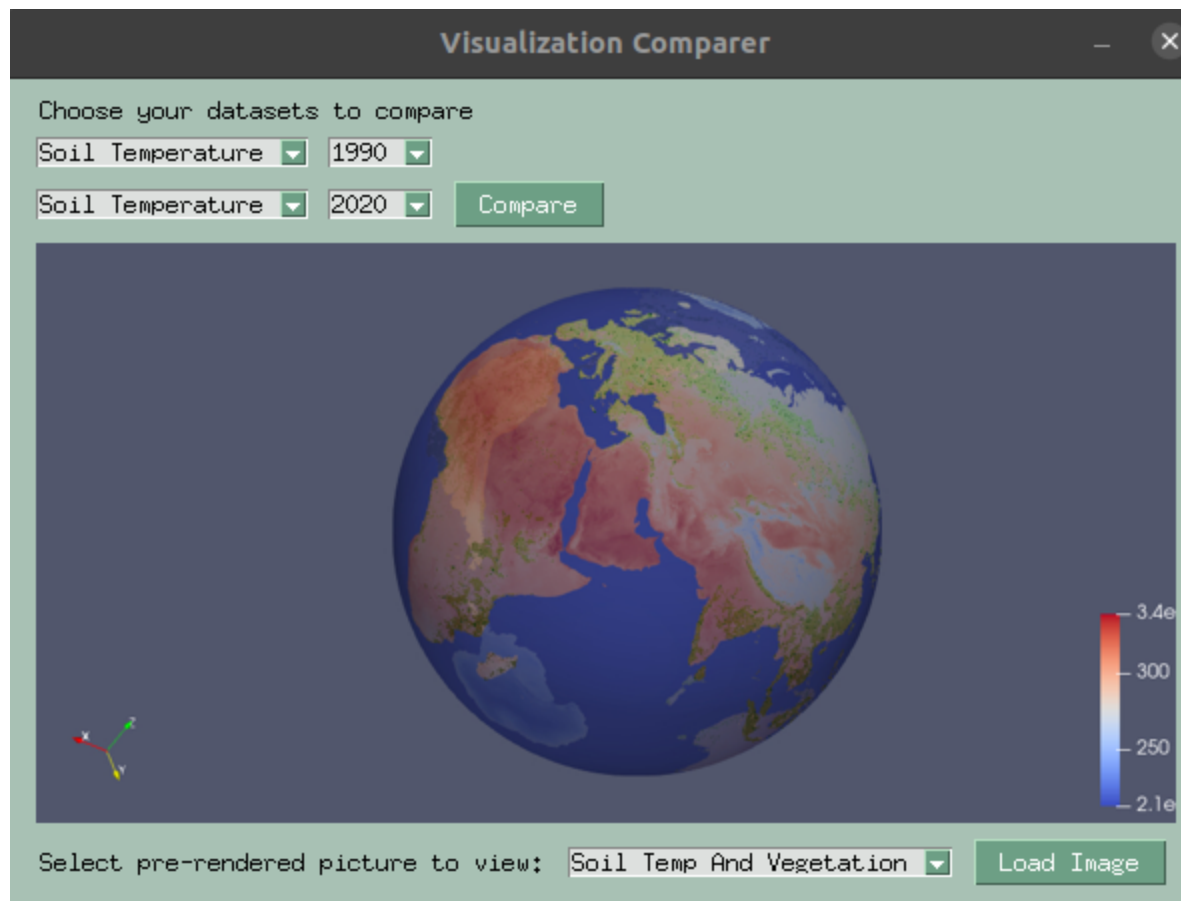 Visualization Comparer
Choose your datasets to compare
Soil Temperature 1990
Soil Temperature 2020 Compare
3.4e
300
250
2.1e
X Z Y
Select pre-rendered picture to view: Soil Temp And Vegetation Load Image